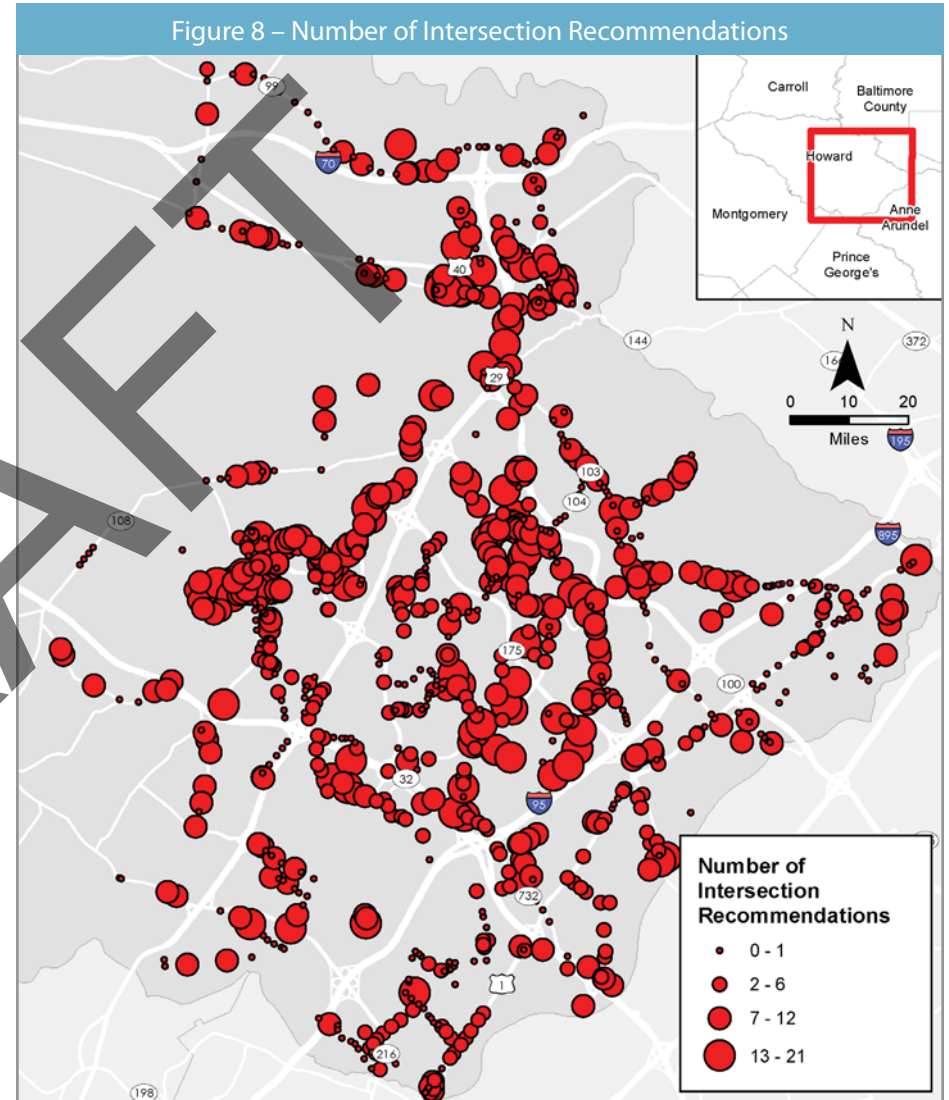 Figure 8 – Number of Intersection Recommendations
Carroll
Baltimore
County
Howard
Montgomery
Anne
Arundel
Prince
George's
99
70
40
144
N
372
29
0 10 20
Miles
195
103
104
108
895
175
100
32
95
732
1
216
198
Number of
Intersection
Recommendations
0 - 1
2 - 6
7 - 12
13 - 21
AFT